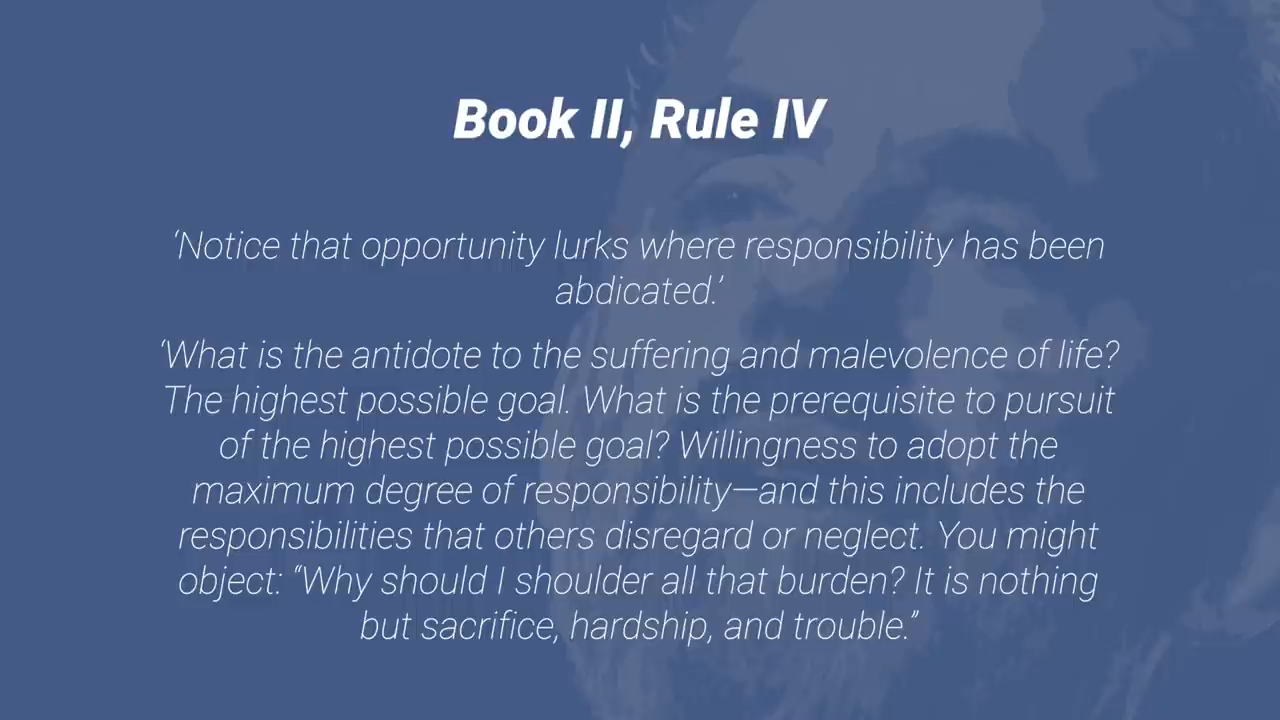 Book II, Rule IV
‘Notice that opportunity lurks where responsibility has been
abdicated.’
‘What is the antidote to the suffering and malevolence of life?
The highest possible goal. What is the prerequisite to pursuit
of the highest possible goal? Willingness to adopt the
maximum degree of responsibility—and this includes the
responsibilities that others disregard or neglect. You might
object: “Why should I shoulder all that burden? It is nothing
but sacrifice, hardship, and trouble.”